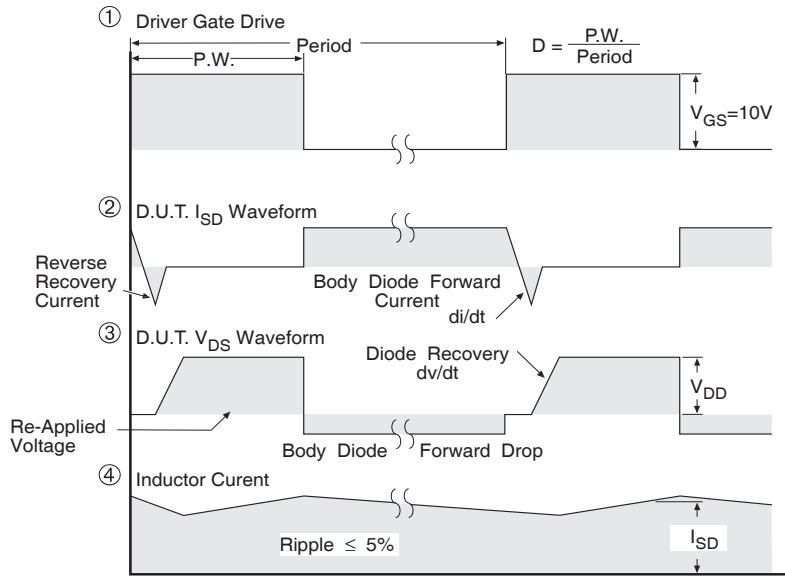 ① Driver Gate Drive
P.W.
Period
D = P.W.
Period
V_GS=10V
② D.U.T. I_SD Waveform
Reverse
Recovery
Current
Body Diode Forward
Current
di/dt
③ D.U.T. V_DS Waveform
Diode Recovery
dv/dt
V_DD
Re-Applied
Voltage
Body Diode Forward Drop
④ Inductor Curent
Ripple ≤ 5%
I_SD